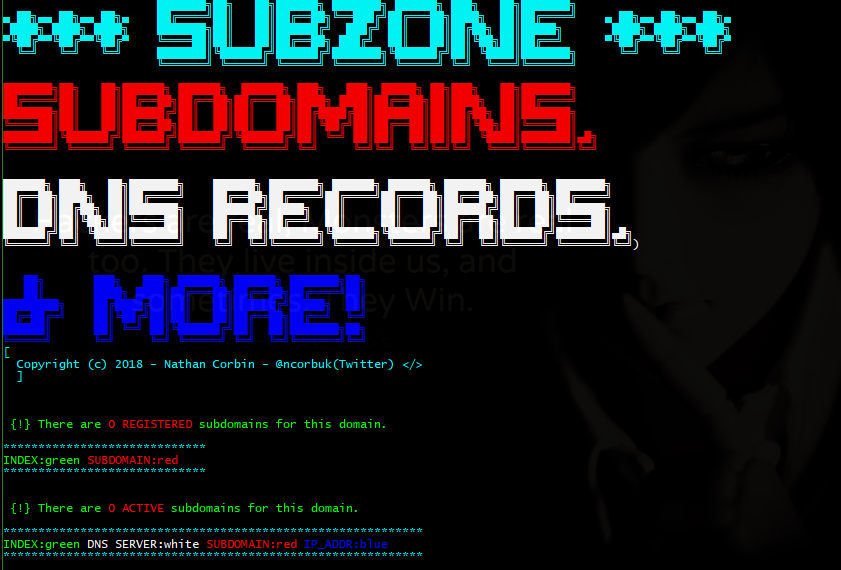 *** SUBZONE ***
SUBDOMAINS,
DNS RECORDS,
)
& MORE!
too. They live inside us, and
sometimes. They Win.
[
Copyright (c) 2018 - Nathan Corbin - @ncorbuk(Twitter) </>
]
{!} There are 0 REGISTERED subdomains for this domain.
*****************************
INDEX:green SUBDOMAIN:red
*****************************
{!} There are 0 ACTIVE subdomains for this domain.
************************************************************
INDEX:green DNS SERVER:white SUBDOMAIN:red IP_ADDR:blue
************************************************************